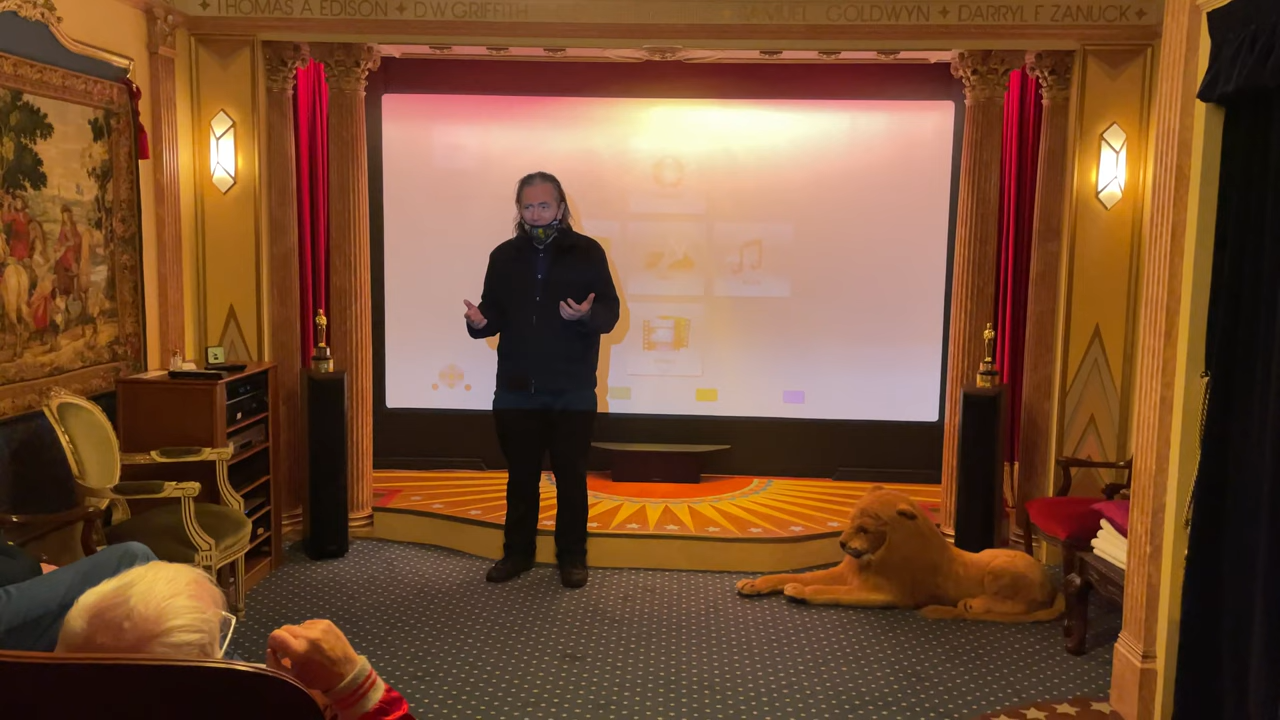 ✦ THOMAS A EDISON ✦ D W GRIFFITH
SAMUEL GOLDWYN ✦ DARRYL F ZANUCK ✦